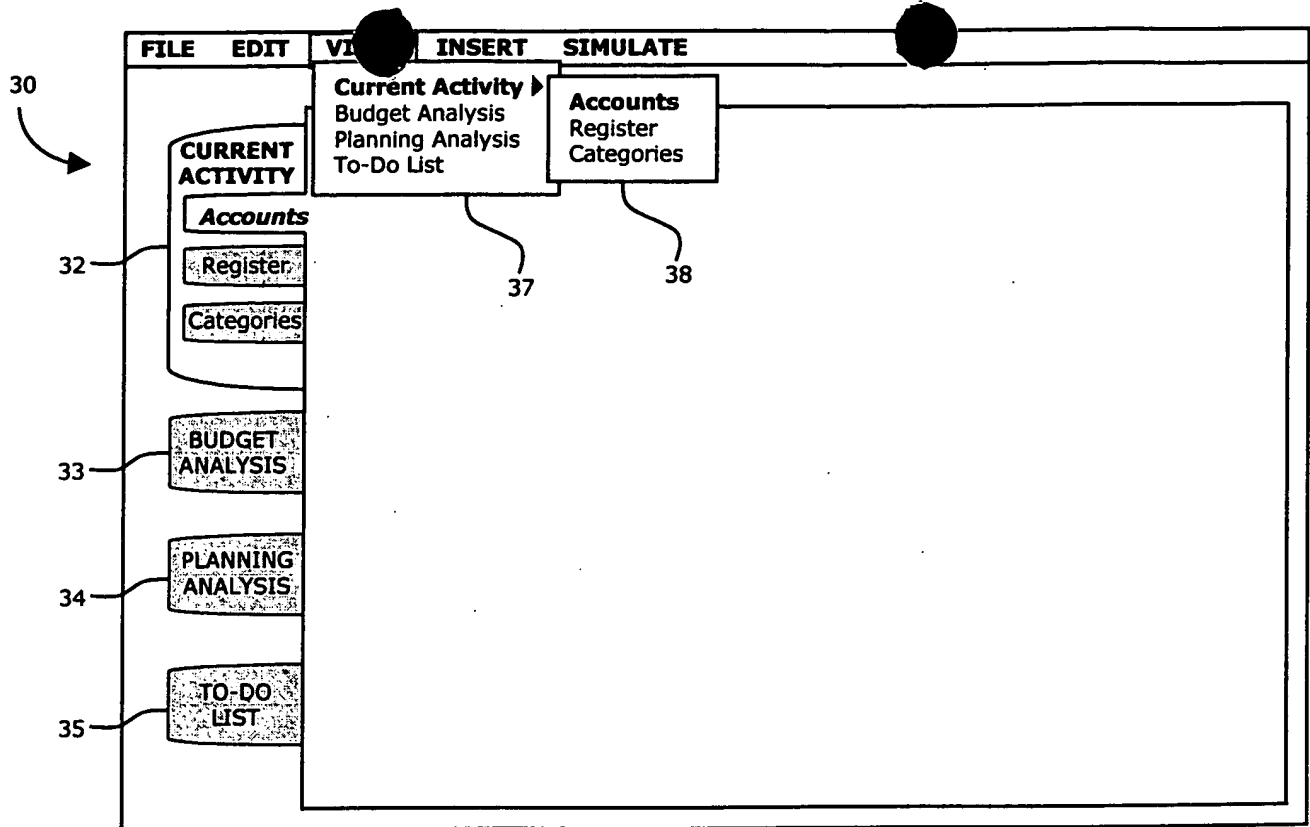 FILE EDIT INSERT SIMULATE
30
Current Activity
Budget Analysis
Planning Analysis
To-Do List
Accounts
Register
Categories
37
38
CURRENT
ACTIVITY
Accounts
Register
Categories
32
BUDGET
ANALYSIS
33
PLANNING
ANALYSIS
34
TO-DO
LIST
35